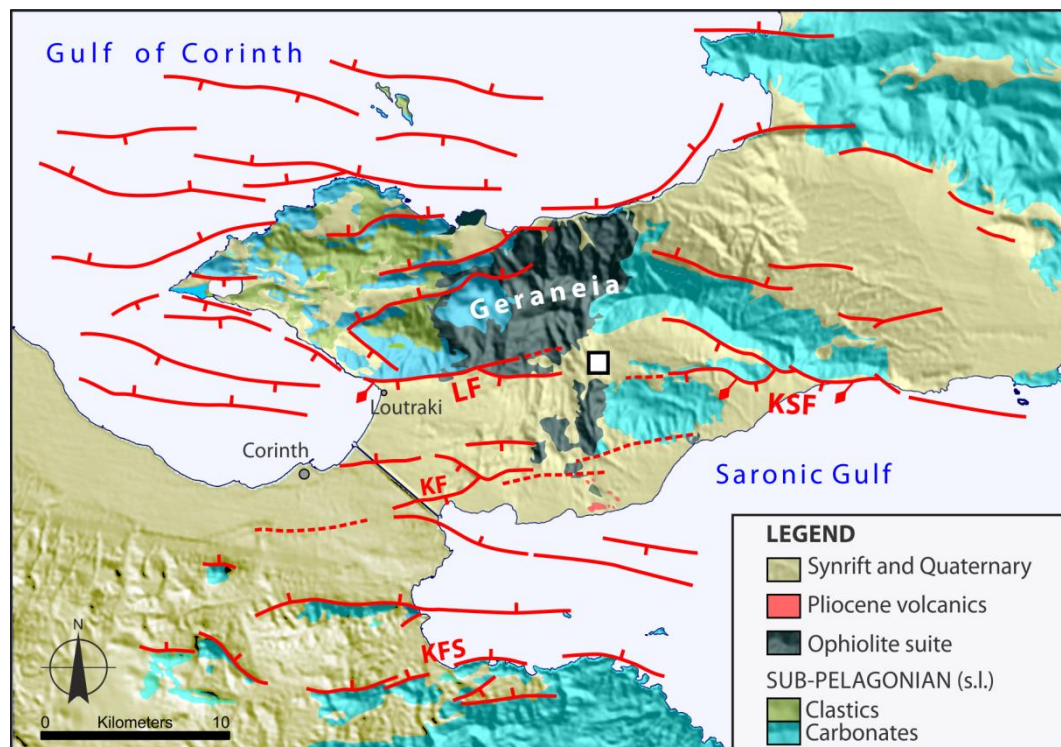 Gulf of Corinth
Geraneia
LF
Loutraki
KSF
Corinth
KF
Saronic Gulf
KFS
N
0 Kilometers 10
LEGEND
Synrift and Quaternary
Pliocene volcanics
Ophiolite suite
SUB-PELAGONIAN (s.l.)
Clastics
Carbonates